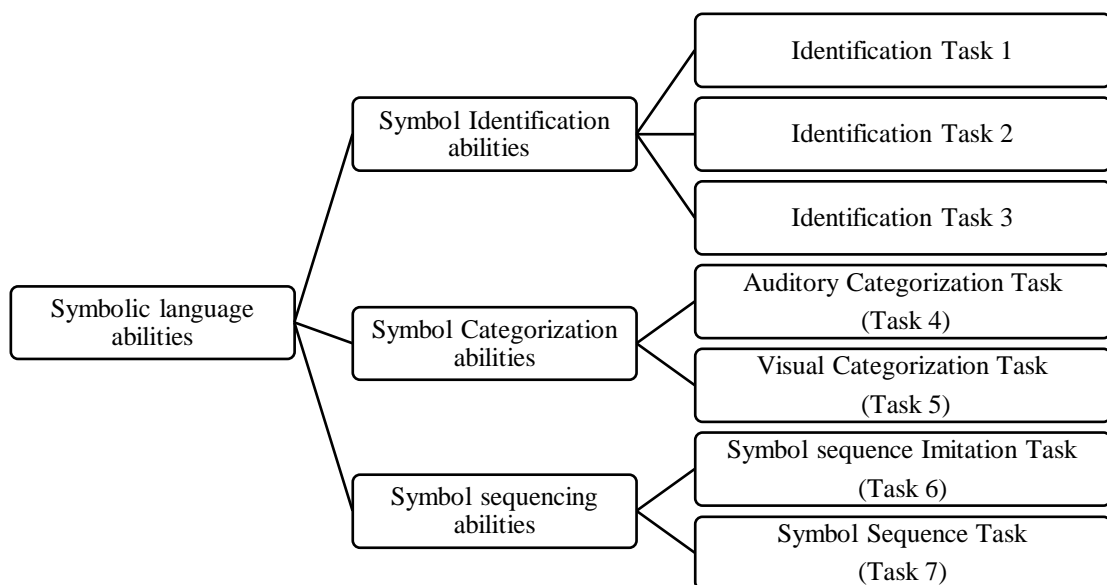 Symbolic language
abilities
Symbol Identification
abilities
Identification Task 1
Identification Task 2
Identification Task 3
Symbol Categorization
abilities
Auditory Categorization Task
(Task 4)
Visual Categorization Task
(Task 5)
Symbol sequencing
abilities
Symbol sequence Imitation Task
(Task 6)
Symbol Sequence Task
(Task 7)